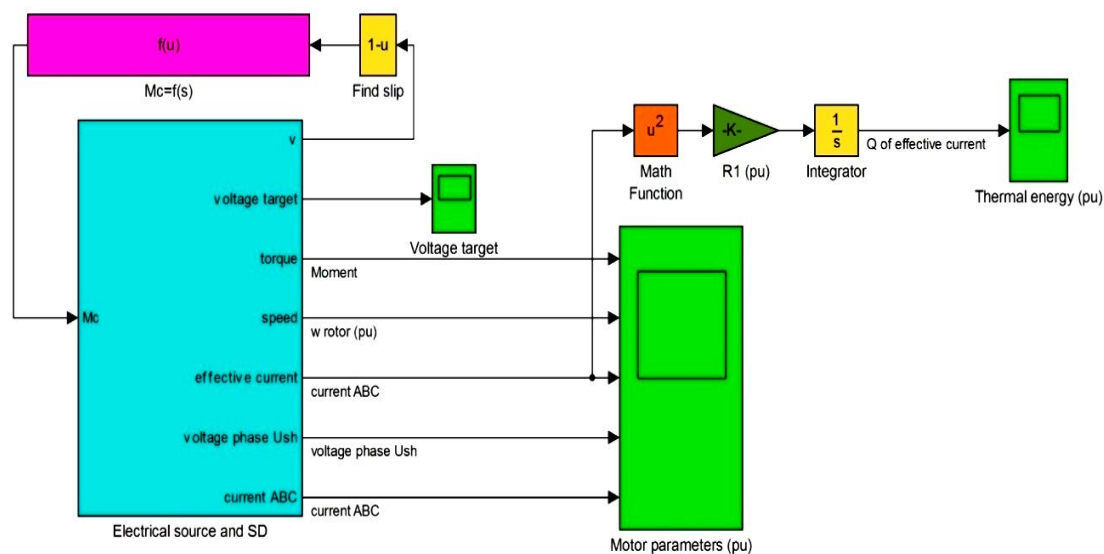 f(u)
1-u
Mc=f(s)
Find slip
v
voltage target
torque
Mc
speed
effective current
voltage phase Ush
current ABC
Electrical source and SD
Voltage target
Moment
w rotor (pu)
current ABC
voltage phase Ush
current ABC
u²
Math
Function
-K-
R1 (pu)
1
s
Integrator
Q of effective current
Thermal energy (pu)
Motor parameters (pu)